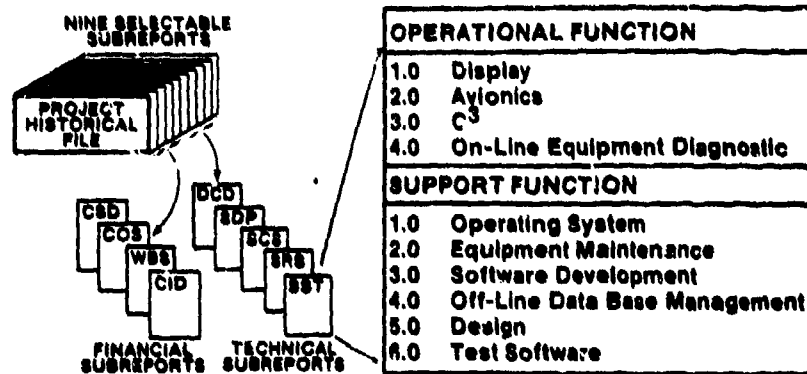 NINE SELECTABLE
SUBREPORTS
PROJECT
HISTORICAL
FILE
CSD
COS
WBS
CID
FINANCIAL
SUBREPORTS
DCD
SDP
SCS
SRS
SST
TECHNICAL
SUBREPORTS
OPERATIONAL FUNCTION
1.0 Display
2.0 Avionics
3.0 C³
4.0 On-Line Equipment Diagnostic
SUPPORT FUNCTION
1.0 Operating System
2.0 Equipment Maintenance
3.0 Software Development
4.0 Off-Line Data Base Management
5.0 Design
6.0 Test Software